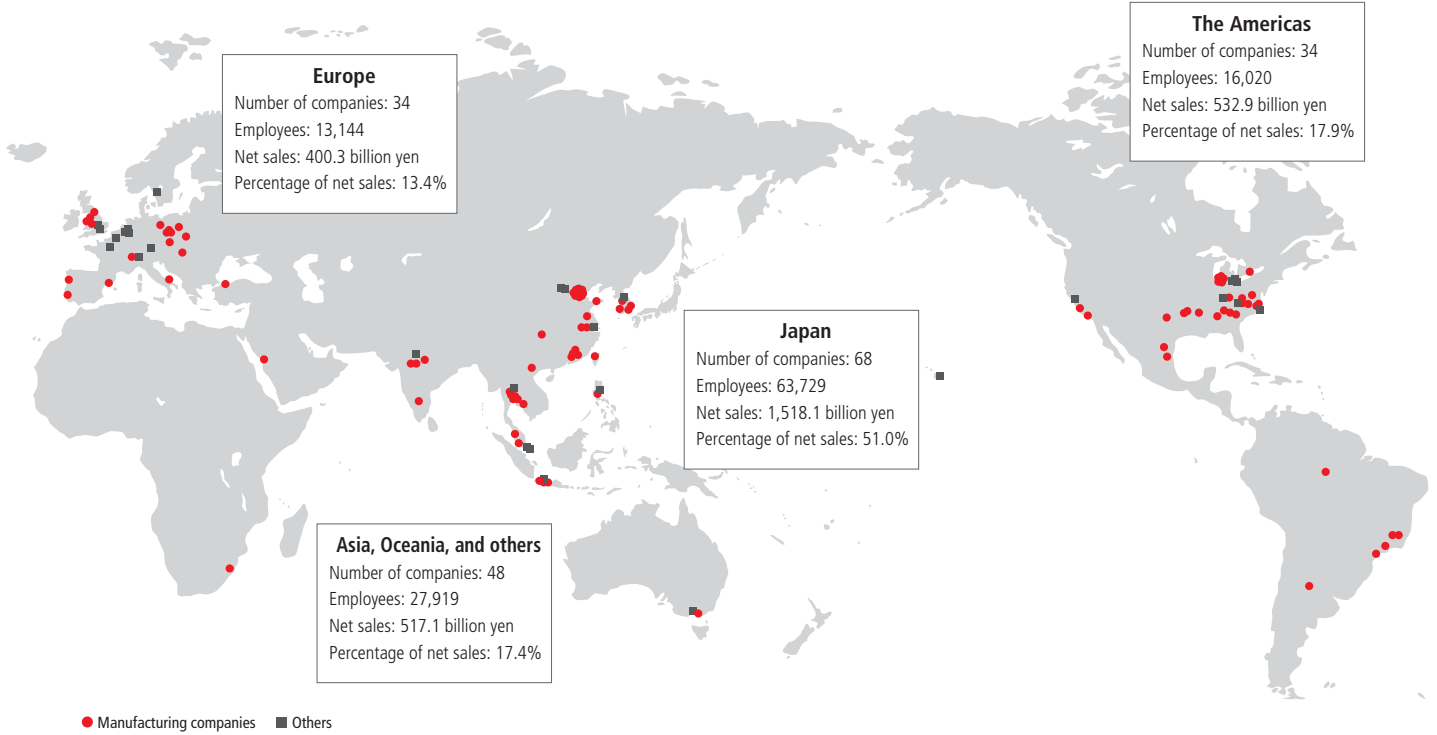 The Americas
Number of companies: 34
Employees: 16,020
Net sales: 532.9 billion yen
Percentage of net sales: 17.9%
Europe
Number of companies: 34
Employees: 13,144
Net sales: 400.3 billion yen
Percentage of net sales: 13.4%
Japan
Number of companies: 68
Employees: 63,729
Net sales: 1,518.1 billion yen
Percentage of net sales: 51.0%
Asia, Oceania, and others
Number of companies: 48
Employees: 27,919
Net sales: 517.1 billion yen
Percentage of net sales: 17.4%
Manufacturing companies Others